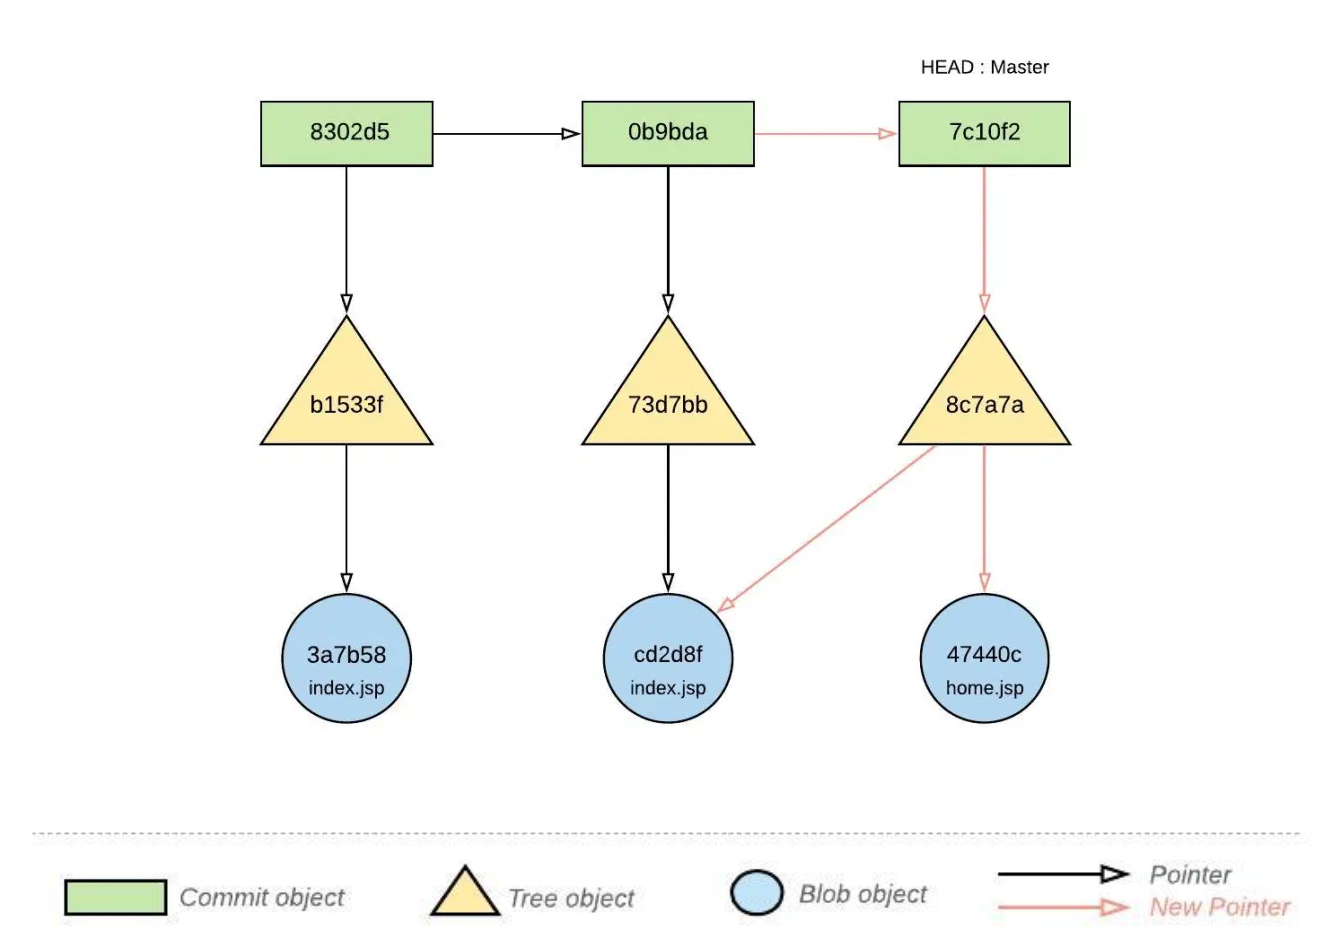 HEAD : Master
8302d5
0b9bda
7c10f2
b1533f
73d7bb
8c7a7a
3a7b58
index.jsp
cd2d8f
index.jsp
47440c
home.jsp
Commit object
Tree object
Blob object
Pointer
New Pointer